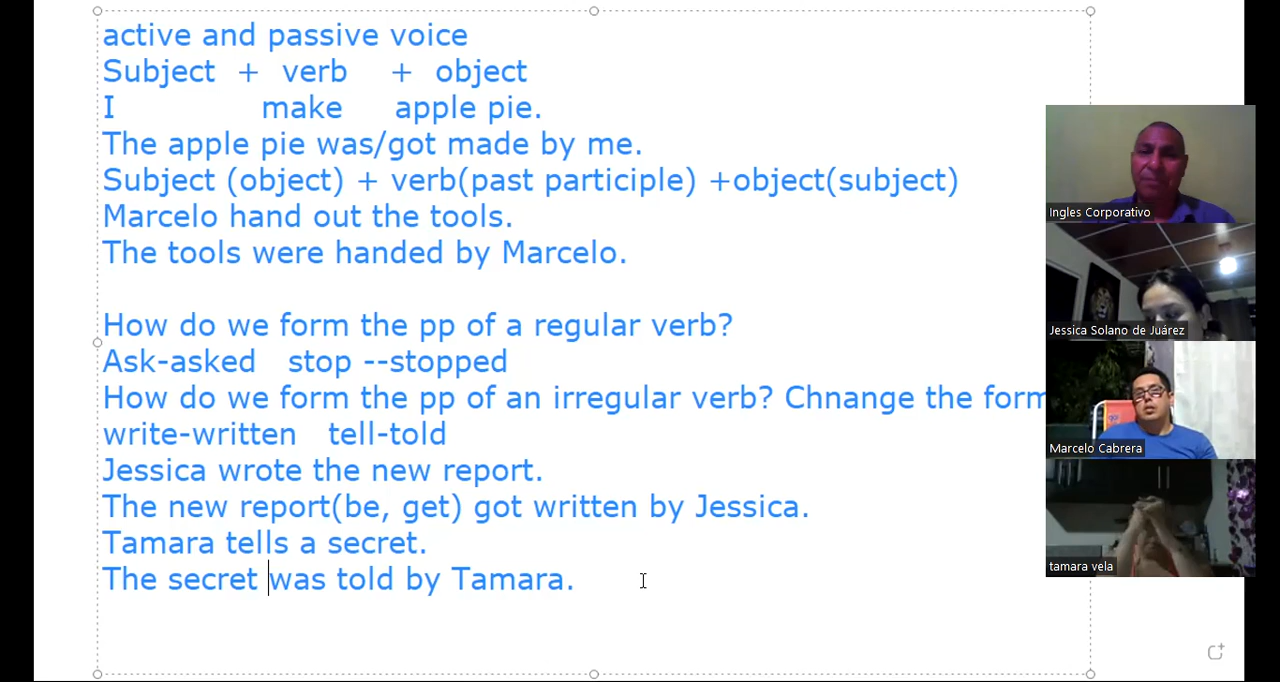 active and passive voice
Subject + verb + object
I make apple pie.
The apple pie was/got made by me.
Subject (object) + verb(past participle) +object(subject)
Marcelo hand out the tools.
The tools were handed by Marcelo.
How do we form the pp of a regular verb?
Ask-asked stop --stopped
How do we form the pp of an irregular verb? Chnange the form
write-written tell-told
Jessica wrote the new report.
The new report(be, get) got written by Jessica.
Tamara tells a secret.
The secret was told by Tamara.
Ingles Corporativo
Jessica Solano de Juárez
Marcelo Cabrera
tamara vela